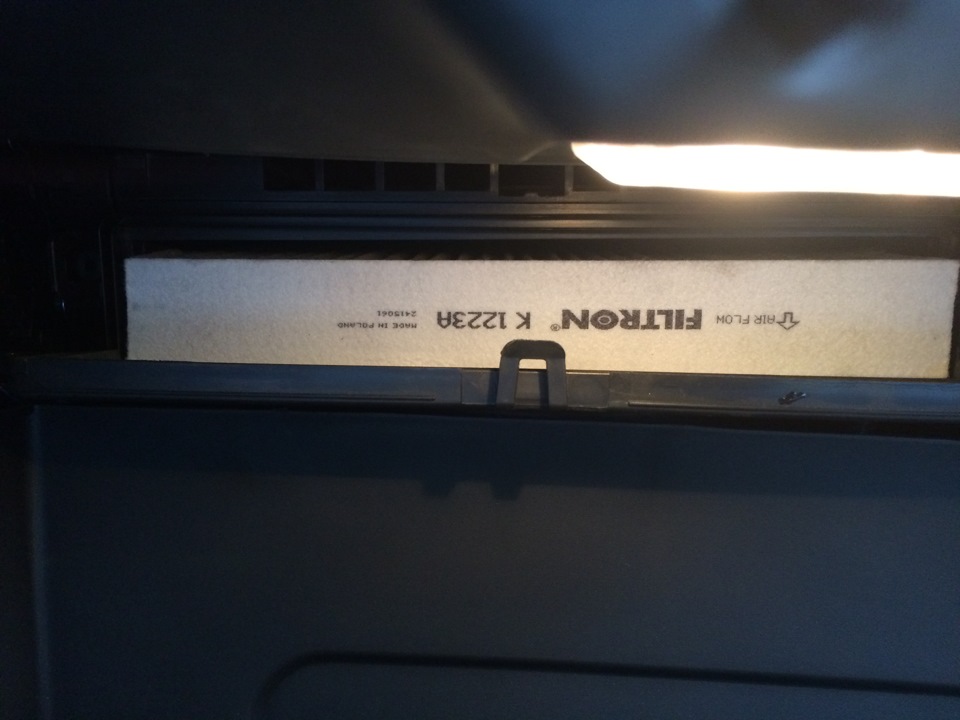 AIR FLOW FILTRON® K 1223A MADE IN POLAND
2415061